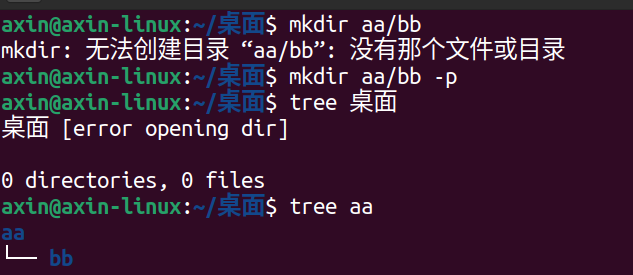 axin@axin-linux:~/桌面$ mkdir aa/bb
mkdir: 无法创建目录 “aa/bb”: 没有那个文件或目录
axin@axin-linux:~/桌面$ mkdir aa/bb -p
axin@axin-linux:~/桌面$ tree 桌面
桌面 [error opening dir]
0 directories, 0 files
axin@axin-linux:~/桌面$ tree aa
aa
└── bb